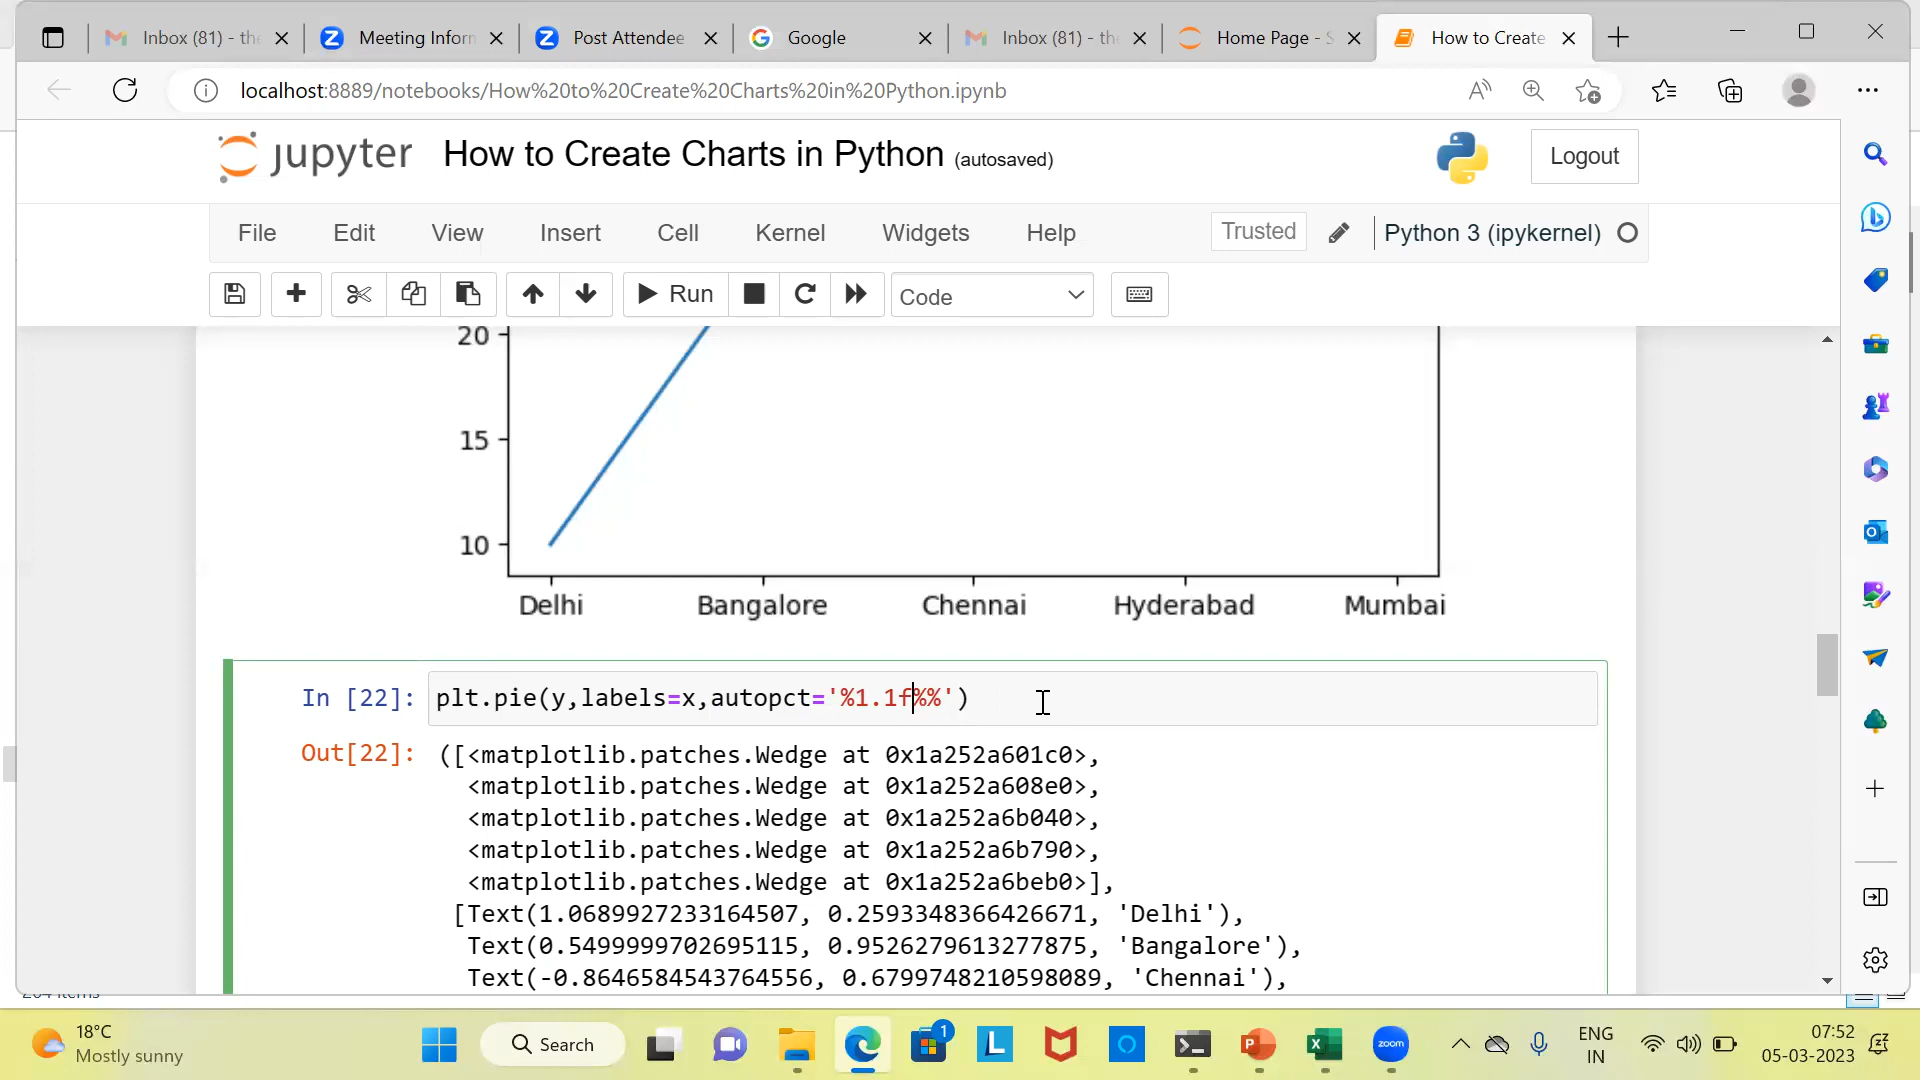 Inbox (81) - the
Meeting Inforn
Post Attendee
Google
Inbox (81) - the
Home Page - S
How to Create
localhost:8889/notebooks/How%20to%20Create%20Charts%20in%20Python.ipynb
jupyter How to Create Charts in Python (autosaved)
Logout
File Edit View Insert Cell Kernel Widgets Help
Trusted
Python 3 (ipykernel)
Run
Code
20
15
10
Delhi Bangalore Chennai Hyderabad Mumbai
In [22]: plt.pie(y,labels=x,autopct='%1.1f%%')
Out[22]: ([<matplotlib.patches.Wedge at 0x1a252a601c0>,
<matplotlib.patches.Wedge at 0x1a252a608e0>,
<matplotlib.patches.Wedge at 0x1a252a6b040>,
<matplotlib.patches.Wedge at 0x1a252a6b790>,
<matplotlib.patches.Wedge at 0x1a252a6beb0>],
[Text(1.0689927233164507, 0.2593348366426671, 'Delhi'),
Text(0.5499999702695115, 0.9526279613277875, 'Bangalore'),
Text(-0.8646584543764556, 0.6799748210598089, 'Chennai'),
18°C
Mostly sunny
Search
1
zoom
ENG
IN
07:52
05-03-2023